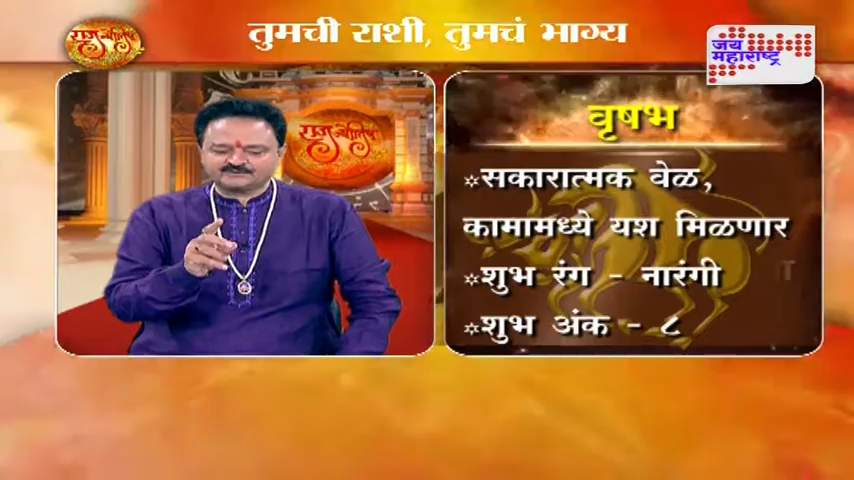 राज ज्योतिष
तुमची राशी, तुमचं भाग्य
जय
महाराष्ट्र
राज ज्योतिष
वृषभ
✡सकारात्मक वेळ,
कामामध्ये यश मिळणार
✡शुभ रंग - नारंगी
✡शुभ अंक - ८